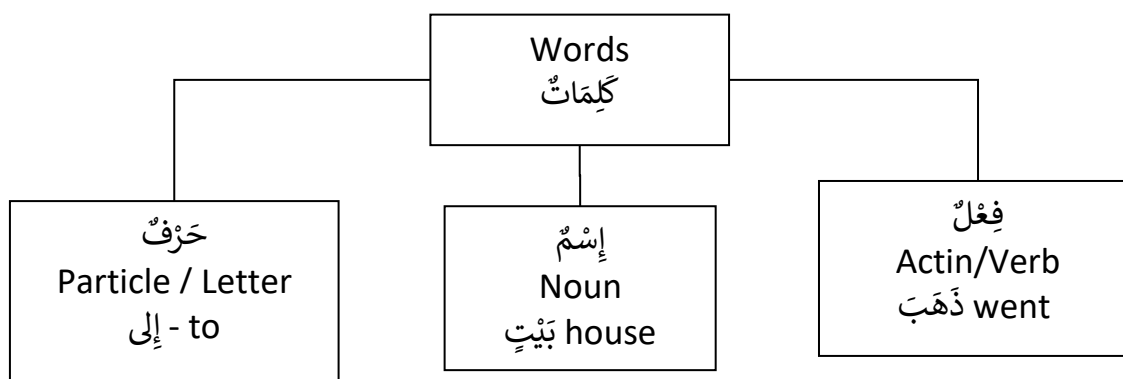 Words
كَلِمَاتٌ
حَرْفٌ
Particle / Letter
إِلى - to
إِسْمٌ
Noun
بَيْتٍ house
فِعْلٌ
Actin/Verb
ذَهَبَ went